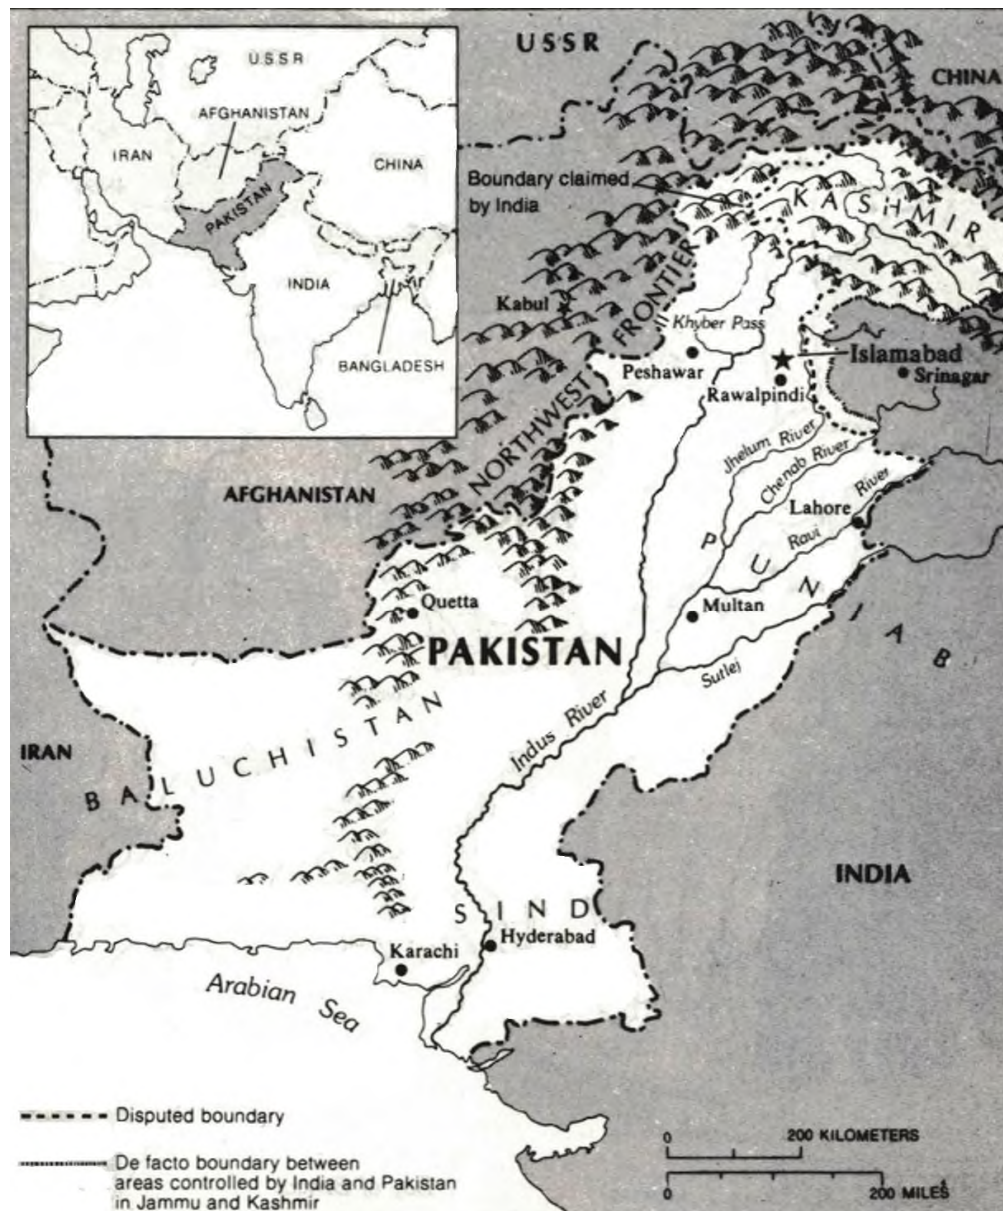 USSR
AFGHANISTAN
IRAN
CHINA
PAKISTAN
INDIA
BANGLADESH
USSR
CHINA
Boundary claimed
by India
KASHMIR
Kabul
NORTHWEST FRONTIER
Khyber Pass
Peshawar
Islamabad
Srinagar
Rawalpindi
Jhelum River
Chenab River
AFGHANISTAN
Lahore
Ravi River
PUNJAB
Quetta
Multan
PAKISTAN
Sutlej
Indus River
IRAN
BALUCHISTAN
INDIA
SIND
Karachi
Hyderabad
Arabian Sea
Disputed boundary
De facto boundary between
areas controlled by India and Pakistan
in Jammu and Kashmir
0 200 KILOMETERS
0 200 MILES